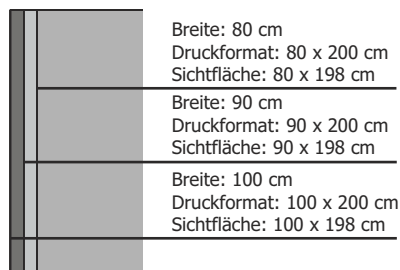 Breite: 80 cm
Druckformat: 80 x 200 cm
Sichtfläche: 80 x 198 cm
Breite: 90 cm
Druckformat: 90 x 200 cm
Sichtfläche: 90 x 198 cm
Breite: 100 cm
Druckformat: 100 x 200 cm
Sichtfläche: 100 x 198 cm